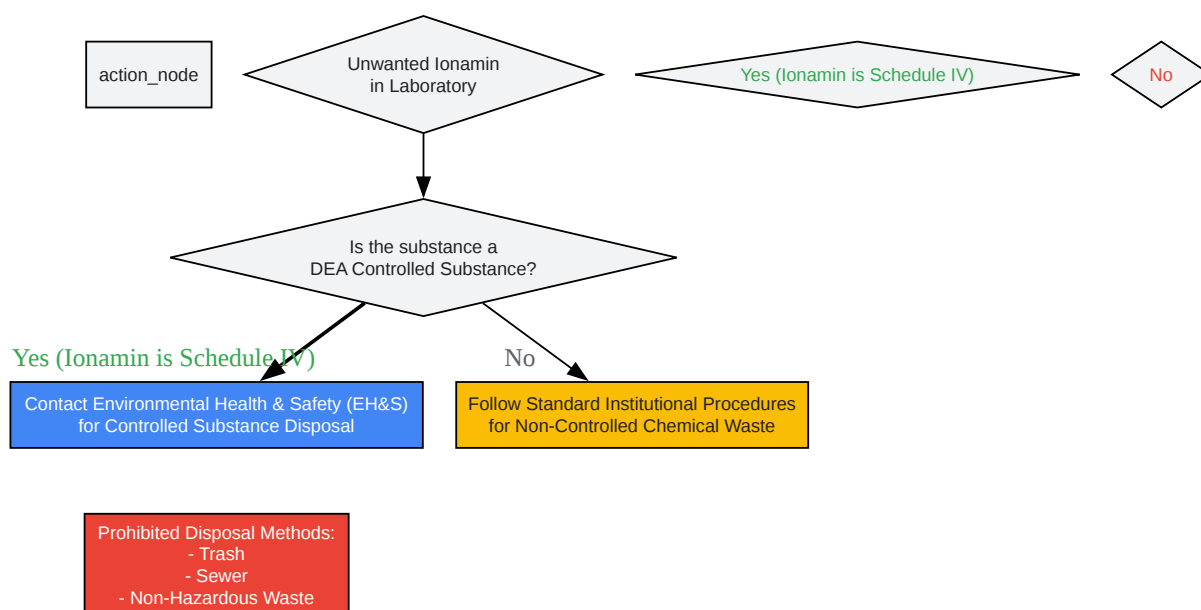 action_node
Unwanted Ionamin
in Laboratory
Yes (Ionamin is Schedule IV)
No
Is the substance a
DEA Controlled Substance?
Yes (Ionamin is Schedule IV)
No
Contact Environmental Health & Safety (EH&S)
for Controlled Substance Disposal
Follow Standard Institutional Procedures
for Non-Controlled Chemical Waste
Prohibited Disposal Methods:
- Trash
- Sewer
- Non-Hazardous Waste